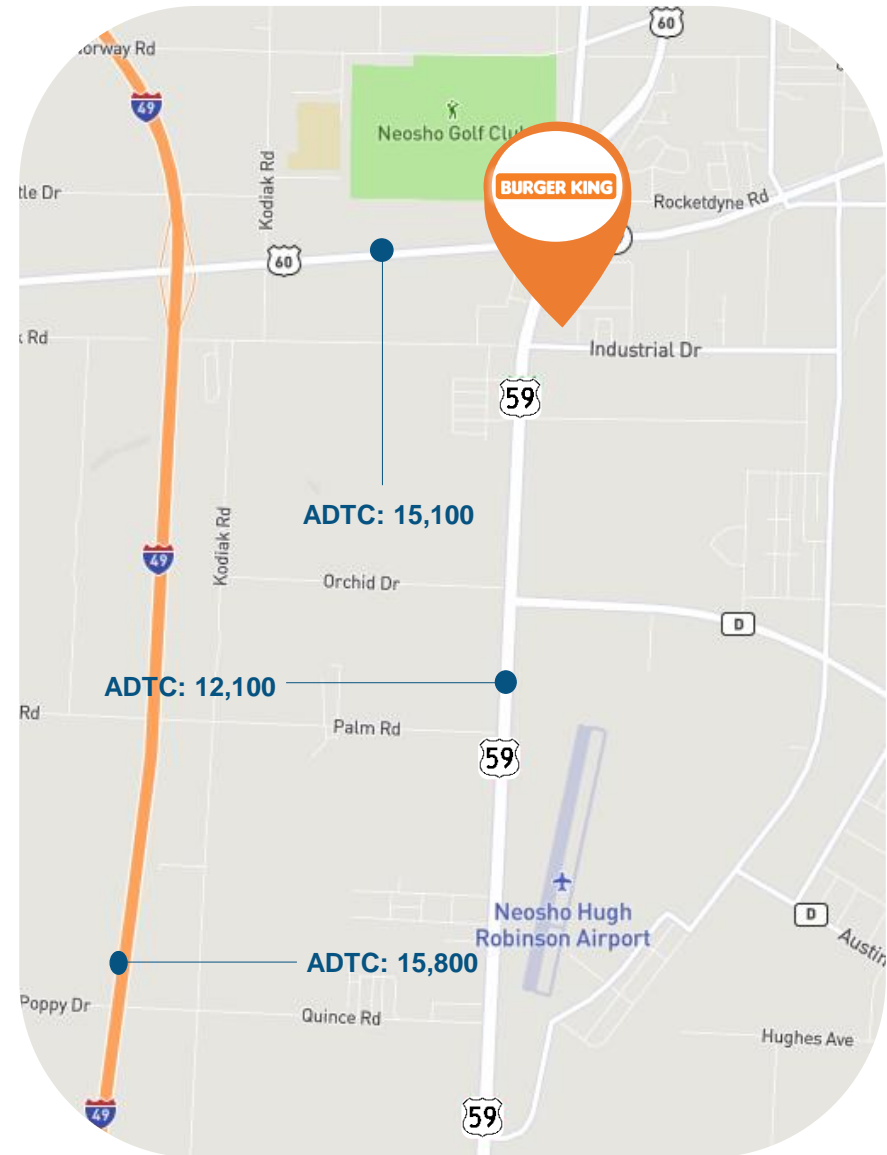 60
orway Rd
49
Neosho Golf Clu
BURGER KING
Kodiak Rd
tle Dr
Rocketdyne Rd
60
k Rd
Industrial Dr
59
ADTC: 15,100
Kodiak Rd
49
Orchid Dr
D
ADTC: 12,100
Rd
Palm Rd
59
Neosho Hugh
Robinson Airport
D
Austin
ADTC: 15,800
Poppy Dr
Quince Rd
Hughes Ave
49
59